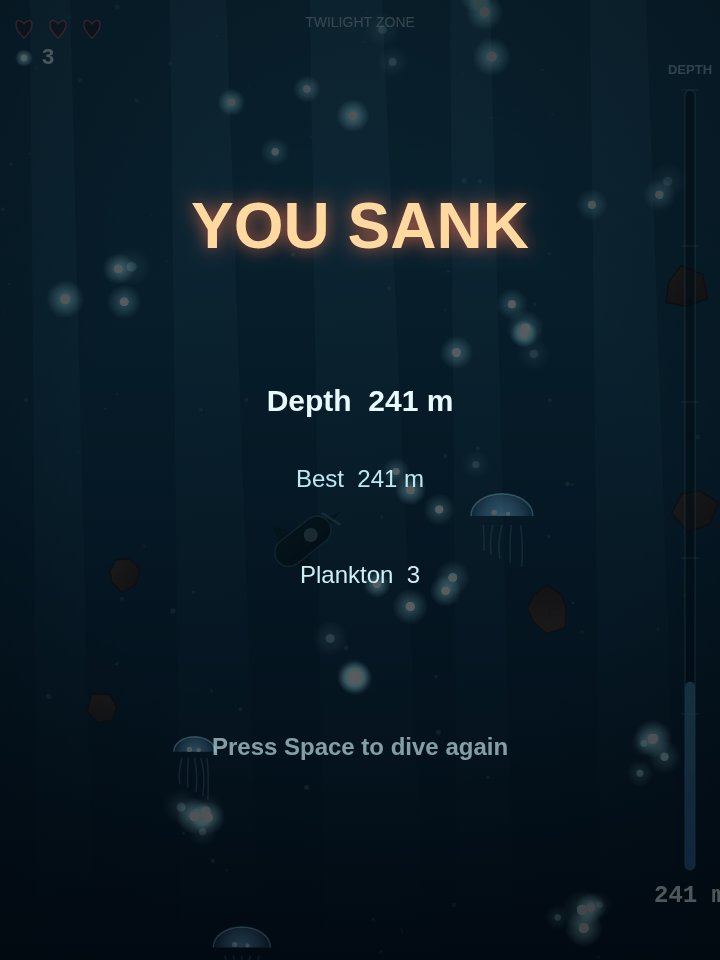 TWILIGHT ZONE
3
DEPTH
YOU SANK
Depth 241 m
Best 241 m
Plankton 3
Press Space to dive again
241 m